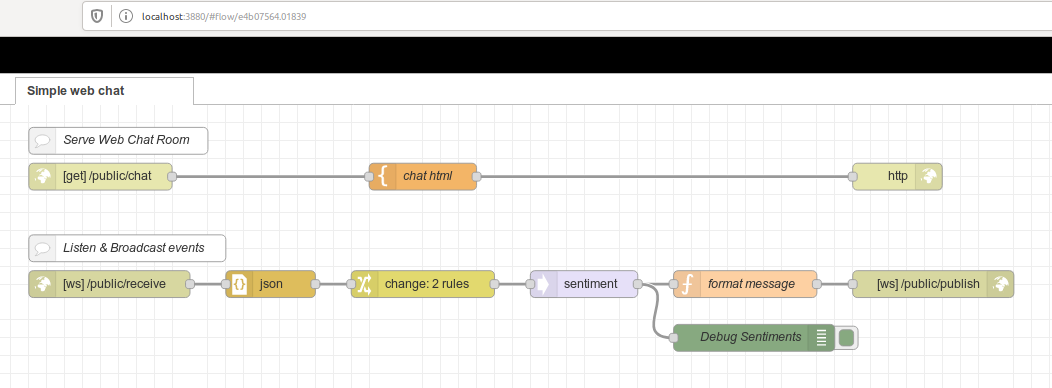 localhost:3880/#flow/e4b07564.01839
Simple web chat
Serve Web Chat Room
[get] /public/chat
chat html
http
Listen & Broadcast events
[ws] /public/receive
json
change: 2 rules
sentiment
format message
[ws] /public/publish
Debug Sentiments